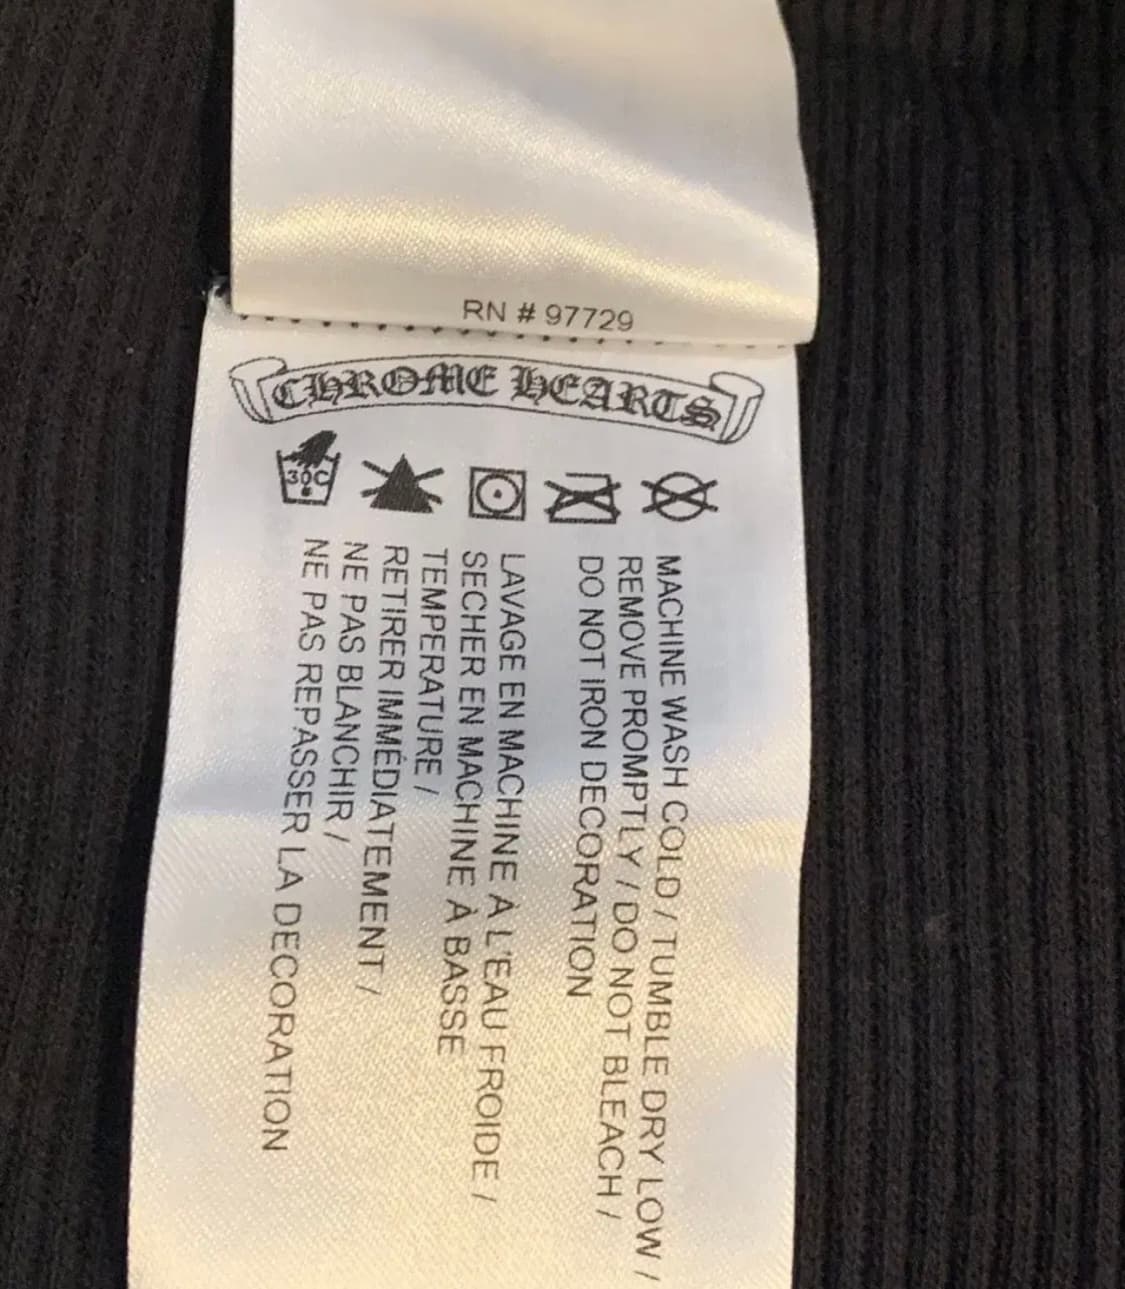 RN # 97729
CHROME HEARTS
30C
MACHINE WASH COLD / TUMBLE DRY LOW /
REMOVE PROMPTLY / DO NOT BLEACH /
DO NOT IRON DECORATION
LAVAGE EN MACHINE À L'EAU FROIDE /
SECHER EN MACHINE À BASSE
TEMPERATURE /
RETIRER IMMÉDIATEMENT /
NE PAS BLANCHIR /
NE PAS REPASSER LA DECORATION